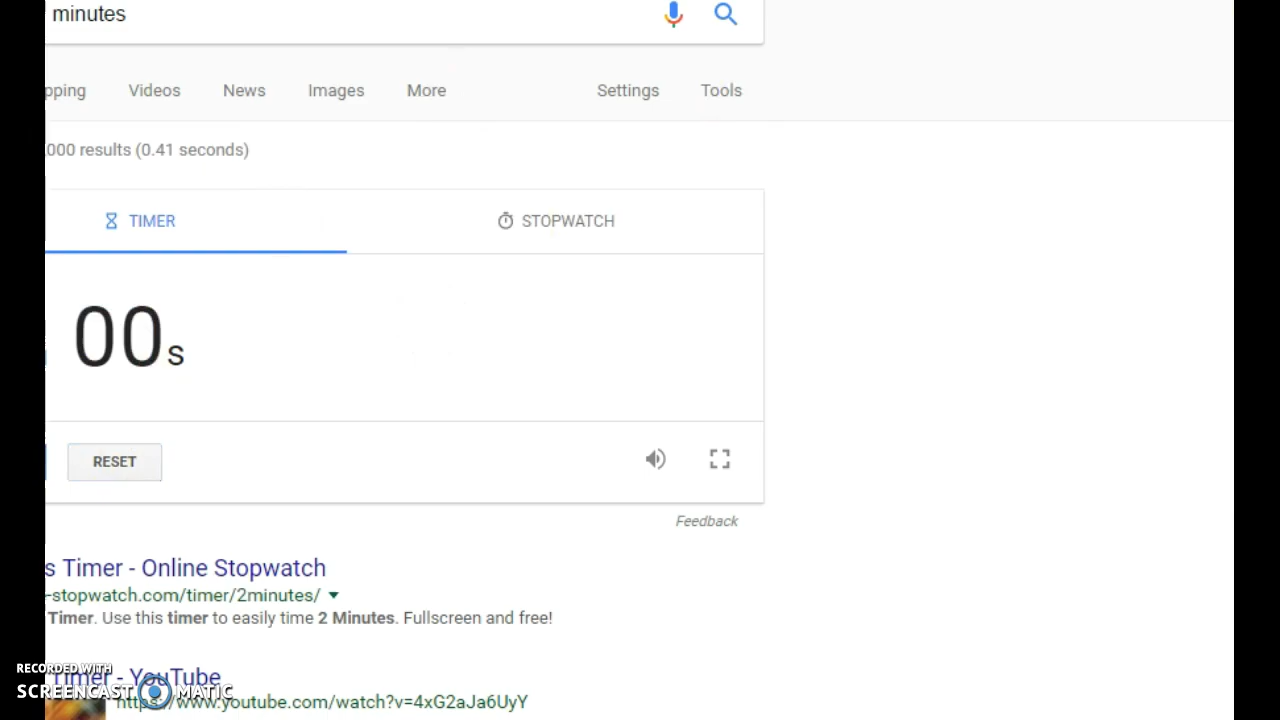 minutes
pping Videos News Images More Settings Tools
000 results (0.41 seconds)
TIMER STOPWATCH
00s
RESET
Feedback
s Timer - Online Stopwatch
-stopwatch.com/timer/2minutes/
Timer. Use this timer to easily time 2 Minutes. Fullscreen and free!
Timer - YouTube
https://www.youtube.com/watch?v=4xG2aJa6UyY
RECORDED WITH
SCREENCAST MATIC